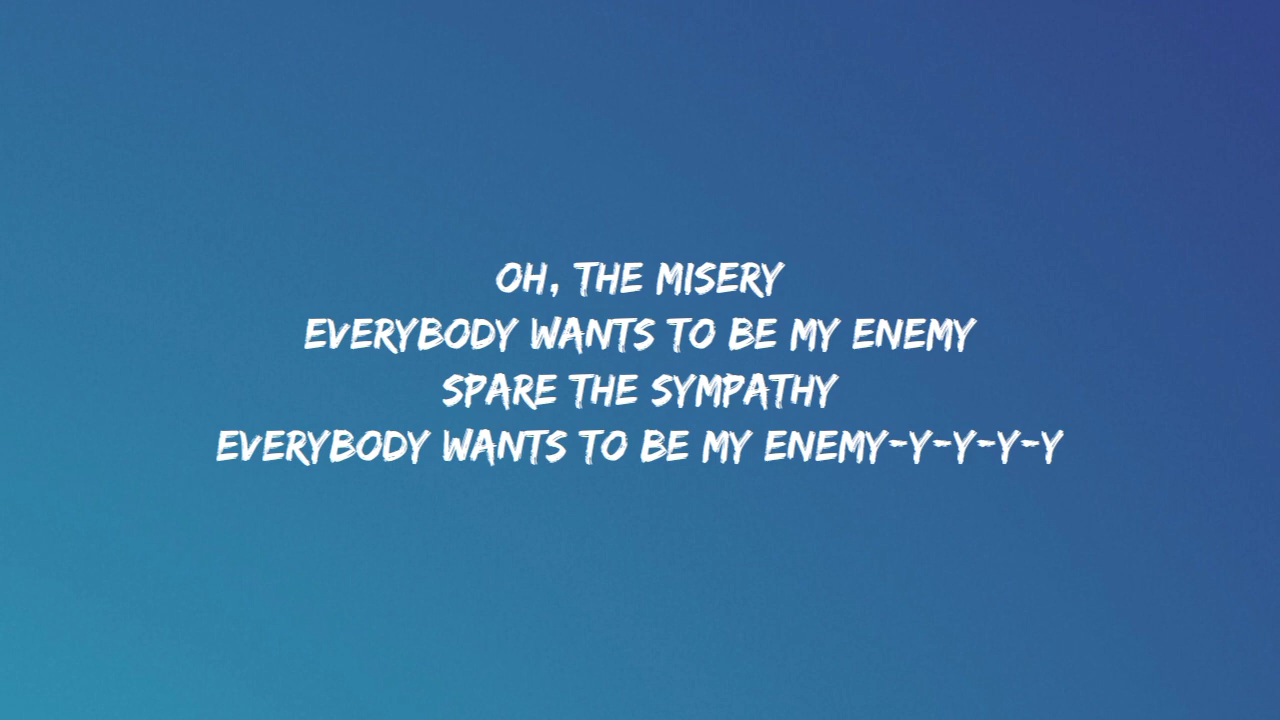 OH, THE MISERY
EVERYBODY WANTS TO BE MY ENEMY
SPARE THE SYMPATHY
EVERYBODY WANTS TO BE MY ENEMY-Y-Y-Y-Y